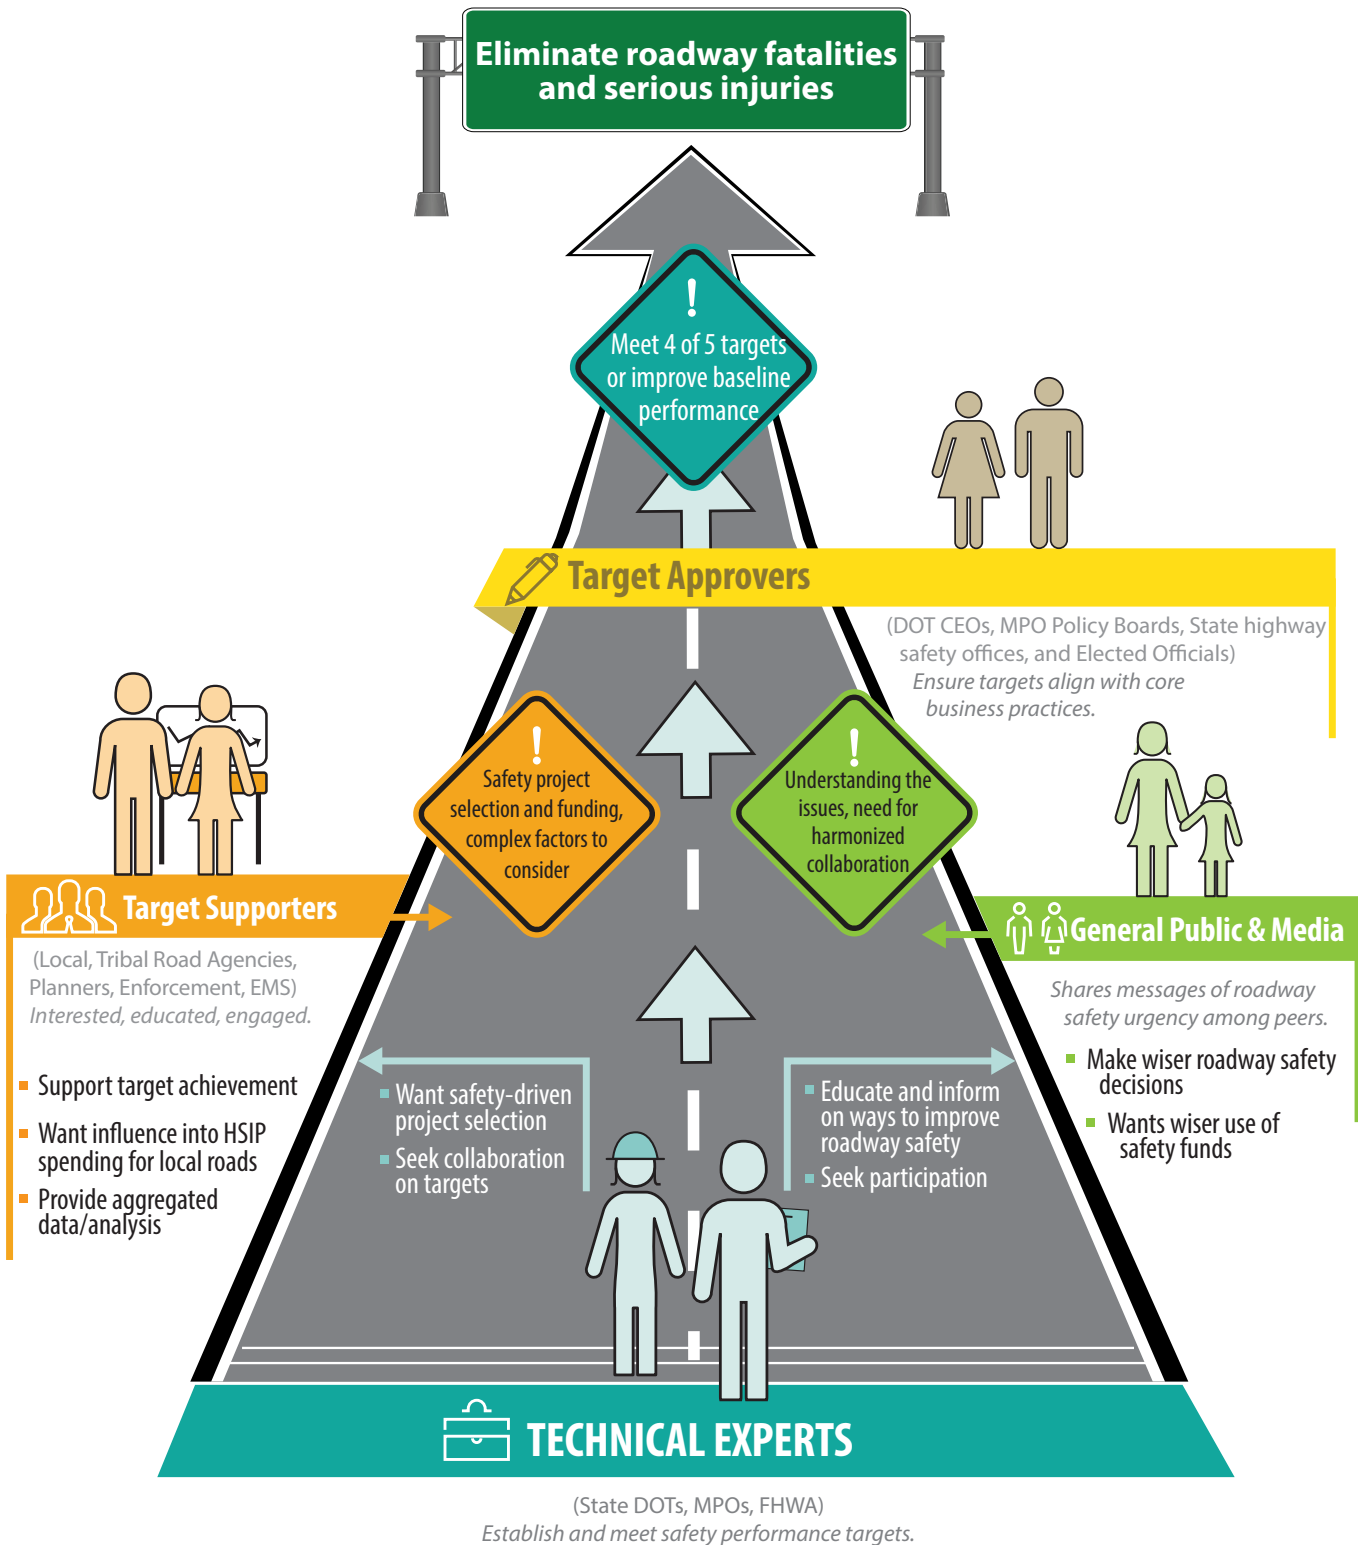 Eliminate roadway fatalities
and serious injuries
!
Meet 4 of 5 targets
or improve baseline
performance
Target Approvers
(DOT CEOs, MPO Policy Boards, State highway
safety offices, and Elected Officials)
Ensure targets align with core
business practices.
!
Safety project
selection and funding,
complex factors to
consider
!
Understanding the
issues, need for
harmonized
collaboration
Target Supporters
(Local, Tribal Road Agencies,
Planners, Enforcement, EMS)
Interested, educated, engaged.
Support target achievement
Want influence into HSIP
spending for local roads
Provide aggregated
data/analysis
General Public & Media
Shares messages of roadway
safety urgency among peers.
Make wiser roadway safety
decisions
Wants wiser use of
safety funds
Want safety-driven
project selection
Seek collaboration
on targets
Educate and inform
on ways to improve
roadway safety
Seek participation
TECHNICAL EXPERTS
(State DOTs, MPOs, FHWA)
Establish and meet safety performance targets.